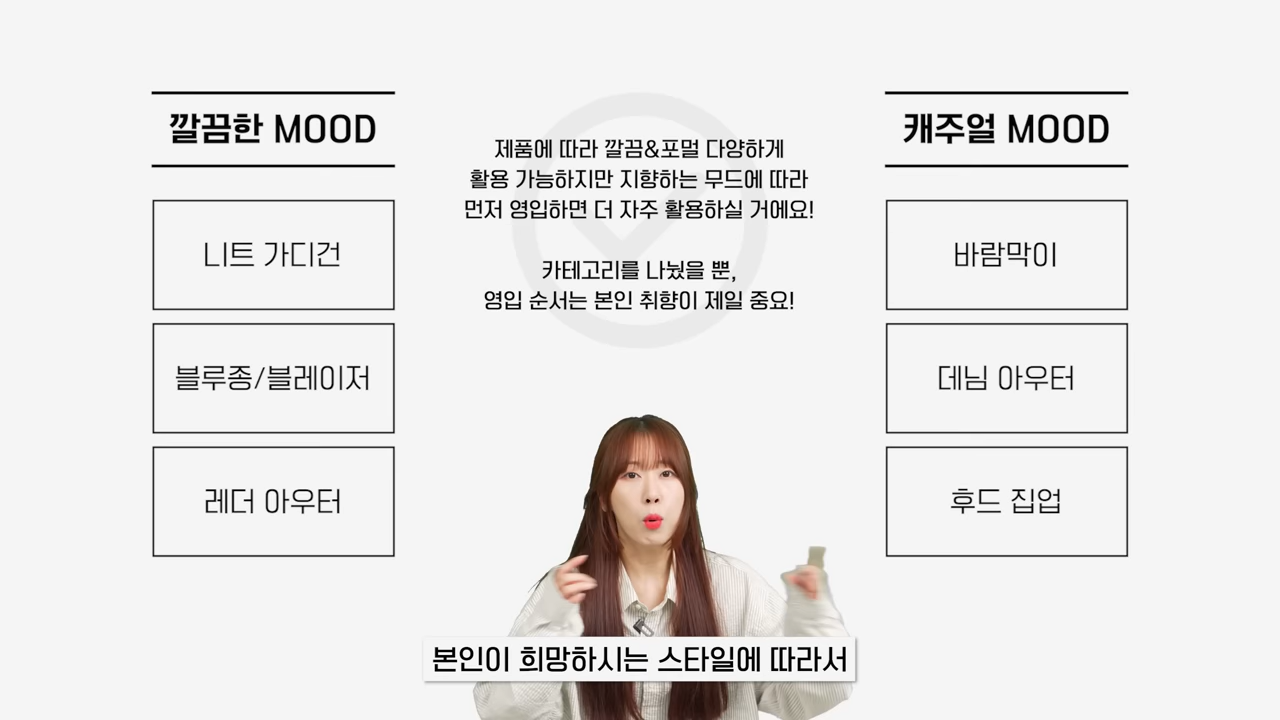 깔끔한 MOOD
니트 가디건
블루종/블레이저
레더 아우터
제품에 따라 깔끔&포멀 다양하게
활용 가능하지만 지향하는 무드에 따라
먼저 영입하면 더 자주 활용하실 거에요!
카테고리를 나눴을 뿐,
영입 순서는 본인 취향이 제일 중요!
캐주얼 MOOD
바람막이
데님 아우터
후드 집업
본인이 희망하시는 스타일에 따라서